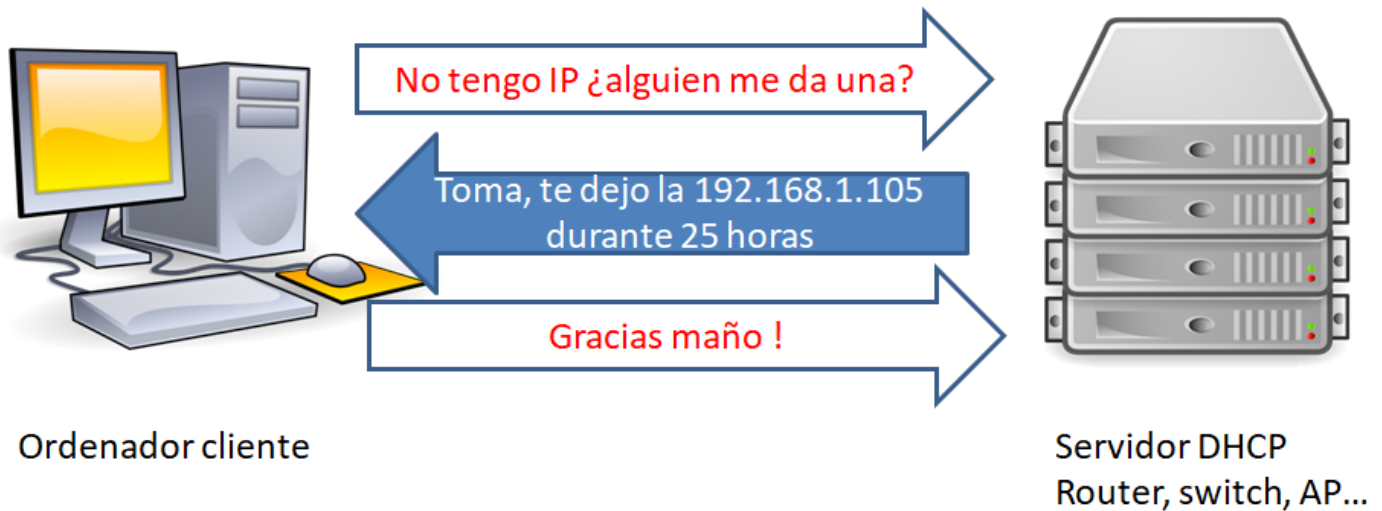 No tengo IP ¿alguien me da una?
Toma, te dejo la 192.168.1.105
durante 25 horas
Gracias maño !
Ordenador cliente
Servidor DHCP
Router, switch, AP...